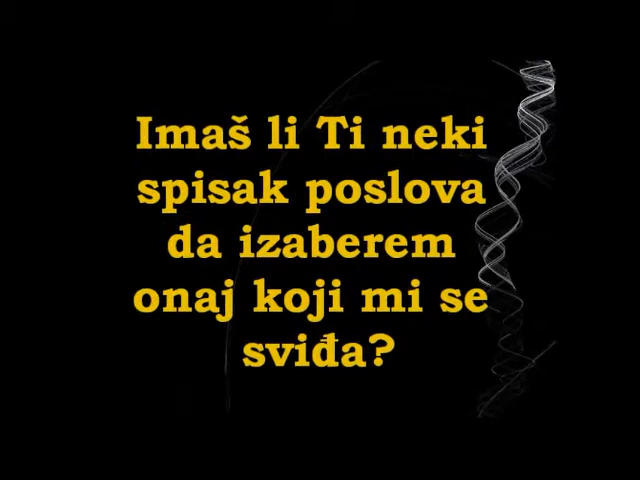 Imaš li Ti neki
spisak poslova
da izaberem
onaj koji mi se
sviđa?